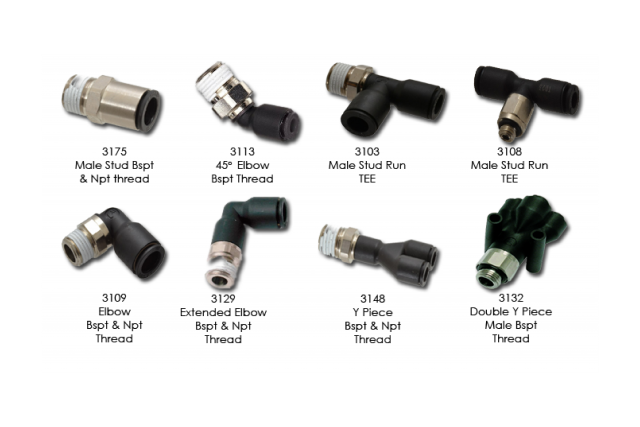 3175
Male Stud Bspt
& Npt thread
3113
45° Elbow
Bspt Thread
3103
Male Stud Run
TEE
3108
Male Stud Run
TEE
3109
Elbow
Bspt & Npt
Thread
3129
Extended Elbow
Bspt & Npt
Thread
3148
Y Piece
Bspt & Npt
Thread
3132
Double Y Piece
Male Bspt
Thread